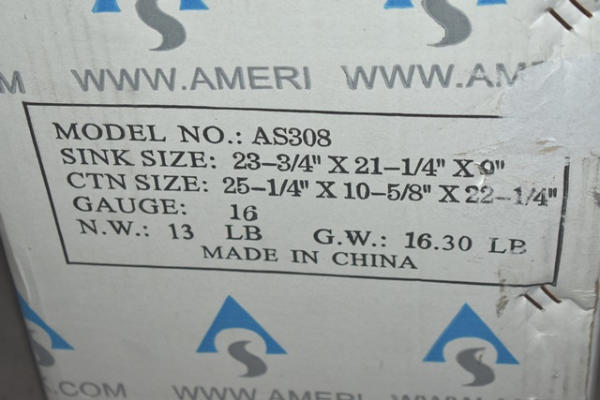 M WWW.AMERI WWW.AM
MODEL NO.: AS308
SINK SIZE: 23-3/4" X 21-1/4" X 9"
CTN SIZE: 25-1/4" X 10-5/8" X 22-1/4"
GAUGE: 16
N.W.: 13 LB G.W.: 16.30 LB
MADE IN CHINA
.COM WWW.AMERI WWW.AM